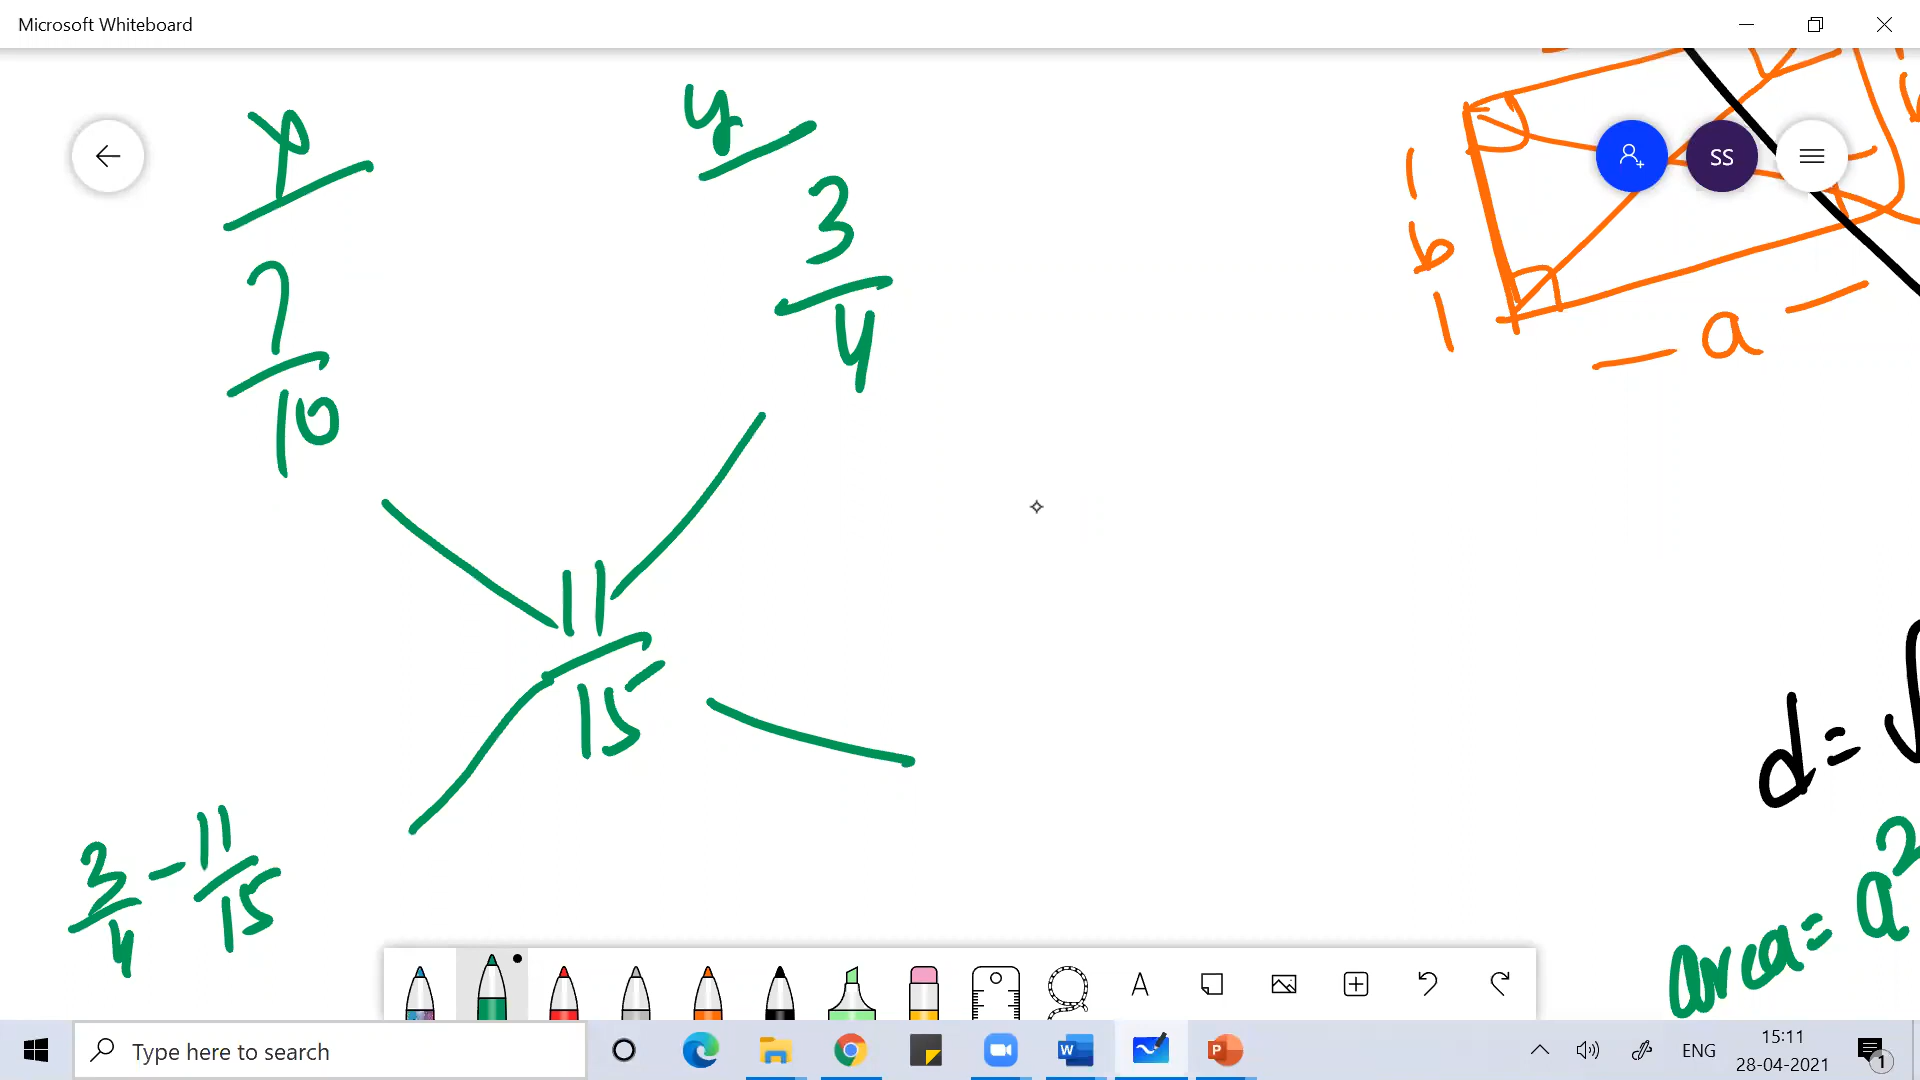 Microsoft Whiteboard
y
7
10
3
4
11
15
3/4 - 11/15
SS
b
a
d = √
area = a²
A
Type here to search
ENG
15:11
28-04-2021
1